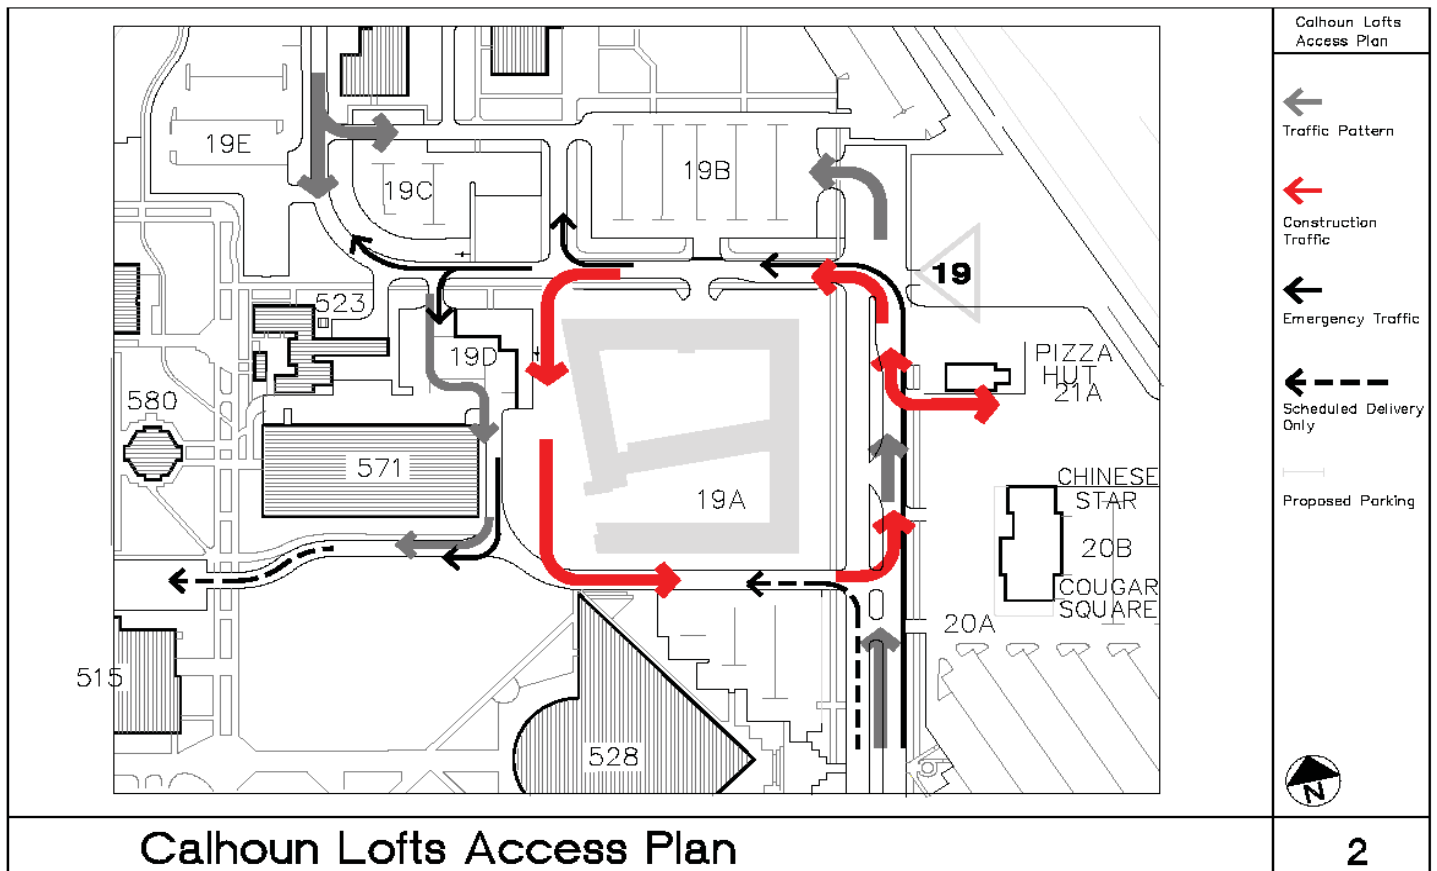 Calhoun Lofts
Access Plan
Traffic Pattern
Construction
Traffic
Emergency Traffic
Scheduled Delivery
Only
Proposed Parking
N
19E
19C
19B
19
523
19D
PIZZA
HUT
21A
580
571
19A
CHINESE
STAR
20B
COUGAR
SQUARE
20A
515
528
Calhoun Lofts Access Plan
2